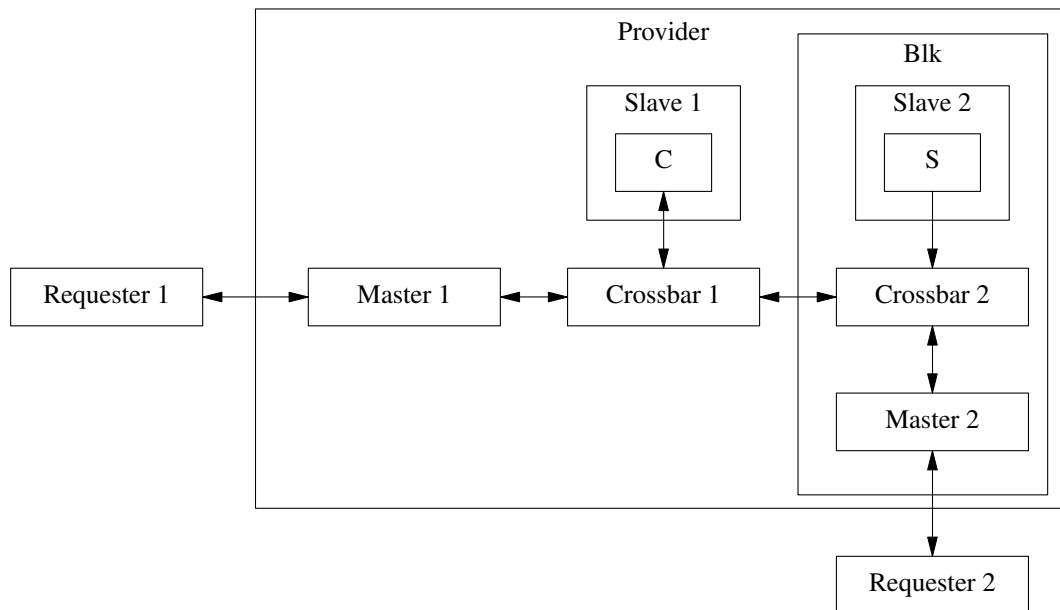 Provider
Blk
Slave 1
Slave 2
C
S
Requester 1
Master 1
Crossbar 1
Crossbar 2
Master 2
Requester 2